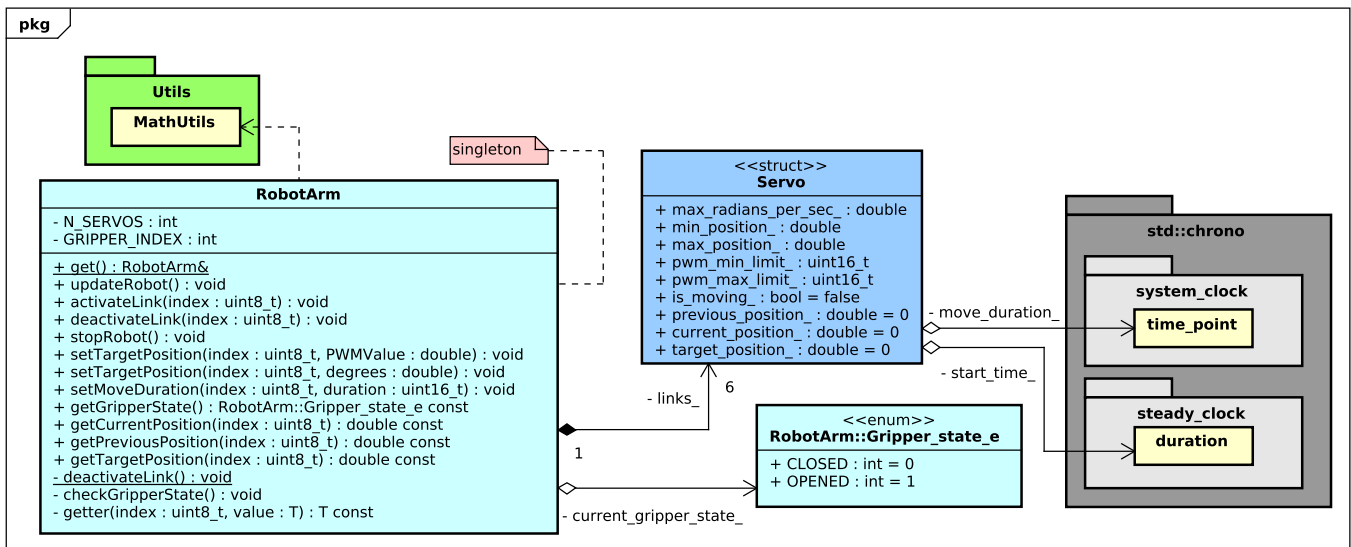 pkg
Utils
MathUtils
singleton
RobotArm
- N_SERVOS : int
- GRIPPER_INDEX : int
+ get() : RobotArm&
+ updateRobot() : void
+ activateLink(index : uint8_t) : void
+ deactivateLink(index : uint8_t) : void
+ stopRobot() : void
+ setTargetPosition(index : uint8_t, PWMValue : double) : void
+ setTargetPosition(index : uint8_t, degrees : double) : void
+ setMoveDuration(index : uint8_t, duration : uint16_t) : void
+ getGripperState() : RobotArm::Gripper_state_e const
+ getCurrentPosition(index : uint8_t) : double const
+ getPreviousPosition(index : uint8_t) : double const
+ getTargetPosition(index : uint8_t) : double const
- deactivateLink() : void
- checkGripperState() : void
- getter(index : uint8_t, value : T) : T const
<<struct>>
Servo
+ max_radians_per_sec_ : double
+ min_position_ : double
+ max_position_ : double
+ pwm_min_limit_ : uint16_t
+ pwm_max_limit_ : uint16_t
+ is_moving_ : bool = false
+ previous_position_ : double = 0
+ current_position_ : double = 0
+ target_position_ : double = 0
- links_
6
1
- current_gripper_state_
<<enum>>
RobotArm::Gripper_state_e
+ CLOSED : int = 0
+ OPENED : int = 1
- move_duration_
- start_time_
std::chrono
system_clock
time_point
steady_clock
duration